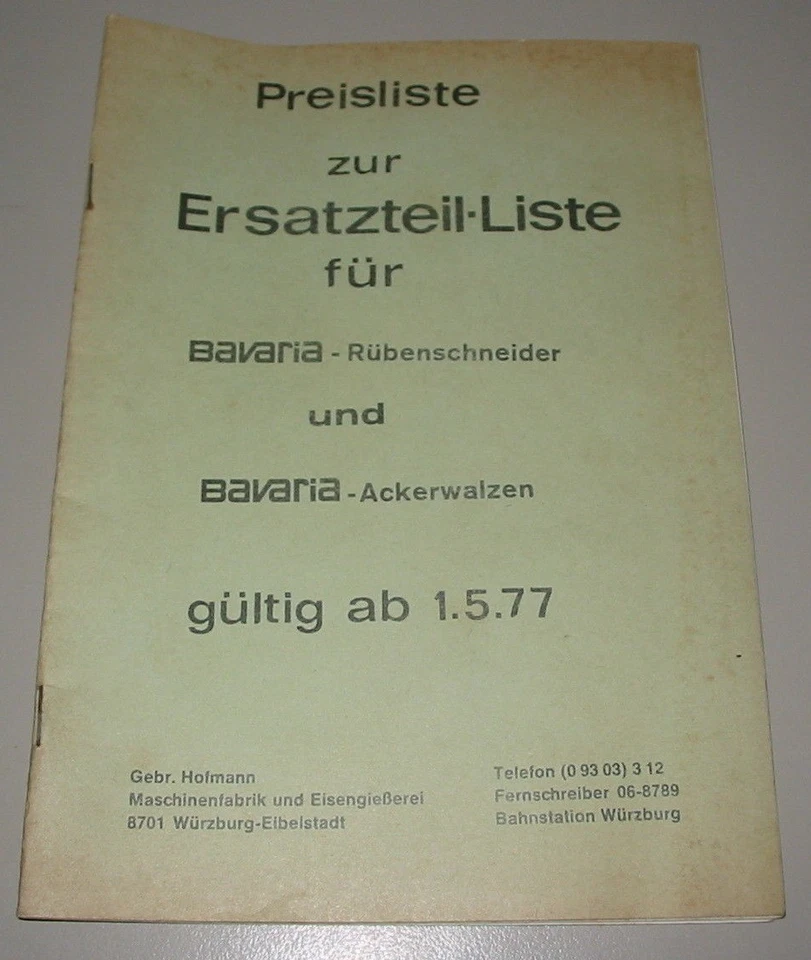 Preisliste
zur
Ersatzteil·Liste
für
Bavaria - Rübenschneider
und
Bavaria - Ackerwalzen
gültig ab 1.5.77
Gebr. Hofmann
Maschinenfabrik und Eisengießerei
8701 Würzburg-Eibelstadt
Telefon (0 93 03) 3 12
Fernschreiber 06-8789
Bahnstation Würzburg